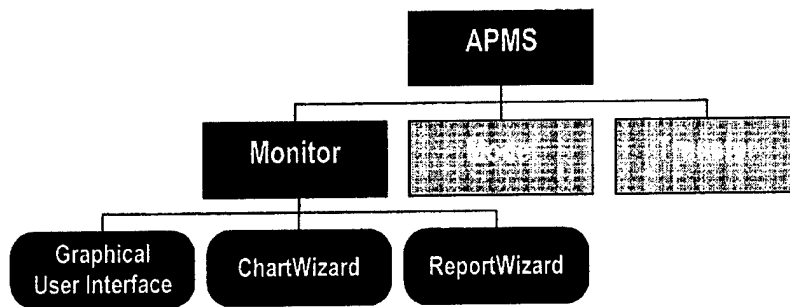 APMS
Monitor
Graphical
User Interface
ChartWizard
ReportWizard